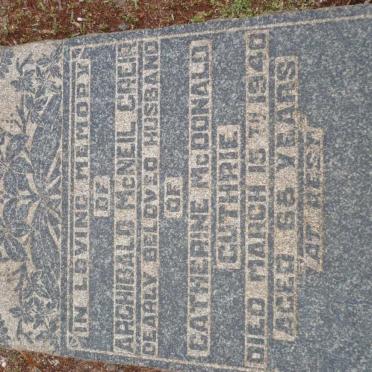 IN LOVING MEMORY
OF
ARCHIBALD McNEIL GREIG
DEARLY BELOVED HUSBAND
OF
CATHERINE McDONALD
GUTHRIE
DIED MARCH 15TH 1940
AGED 68 YEARS
AT REST